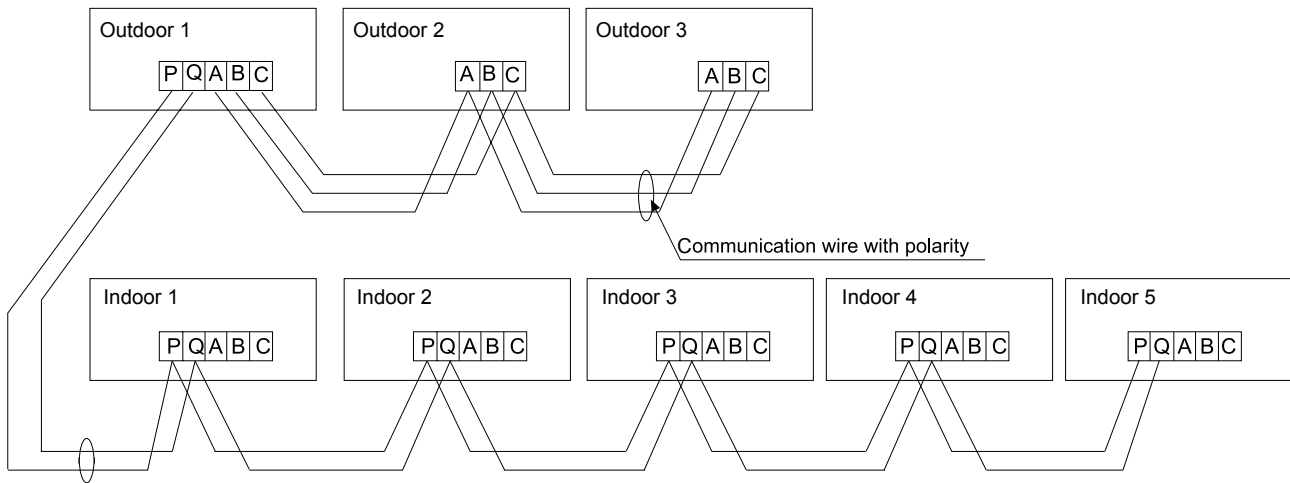 Outdoor 1
Outdoor 2
Outdoor 3
P Q A B C
A B C
A B C
Communication wire with polarity
Indoor 1
Indoor 2
Indoor 3
Indoor 4
Indoor 5
P Q A B C
P Q A B C
P Q A B C
P Q A B C
P Q A B C